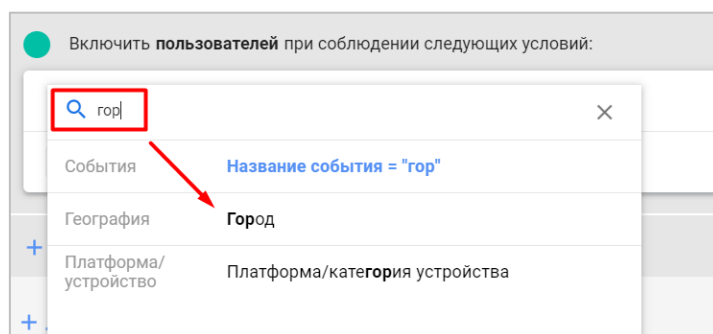 Включить пользователей при соблюдении следующих условий:
гор
События Название события = "гор"
География Город
Платформа/
устройство Платформа/категория устройства